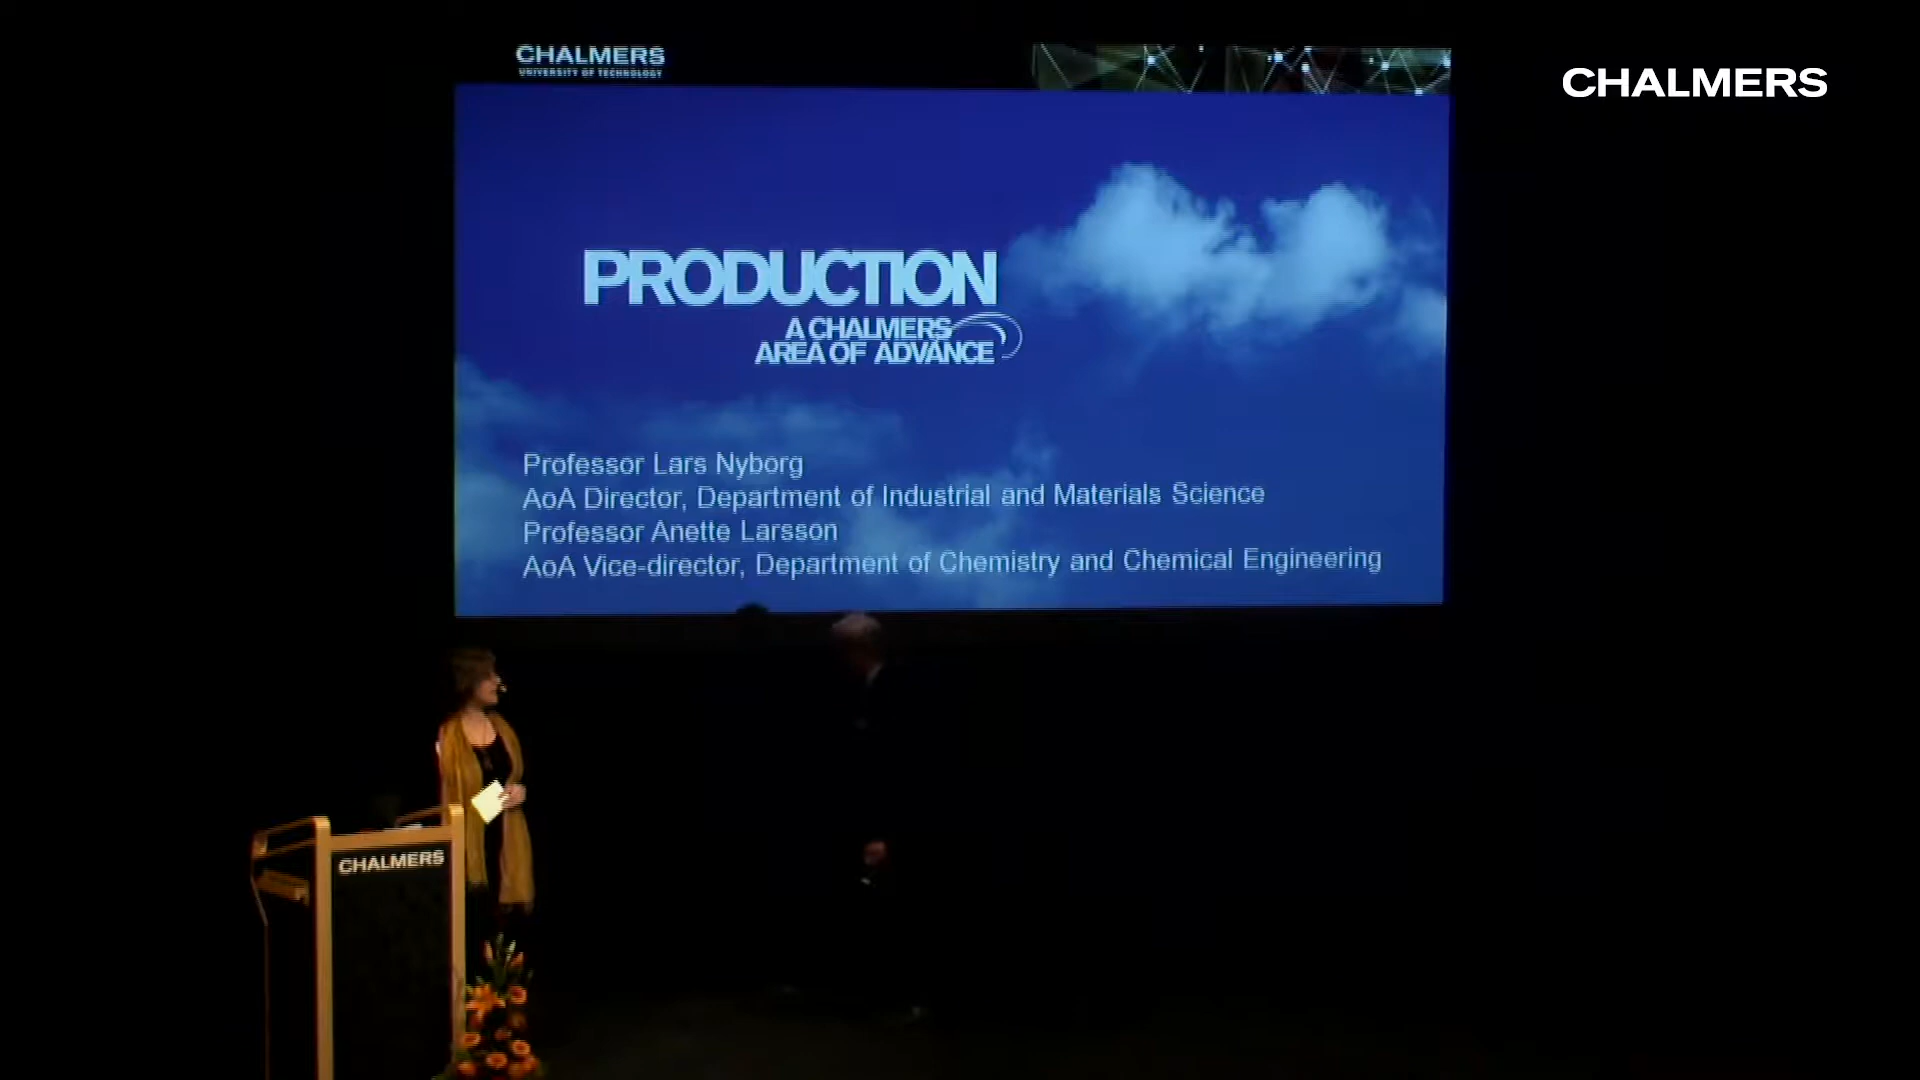 CHALMERS
UNIVERSITY OF TECHNOLOGY
CHALMERS
PRODUCTION
A CHALMERS
AREA OF ADVANCE
Professor Lars Nyborg
AoA Director, Department of Industrial and Materials Science
Professor Anette Larsson
AoA Vice-director, Department of Chemistry and Chemical Engineering
CHALMERS